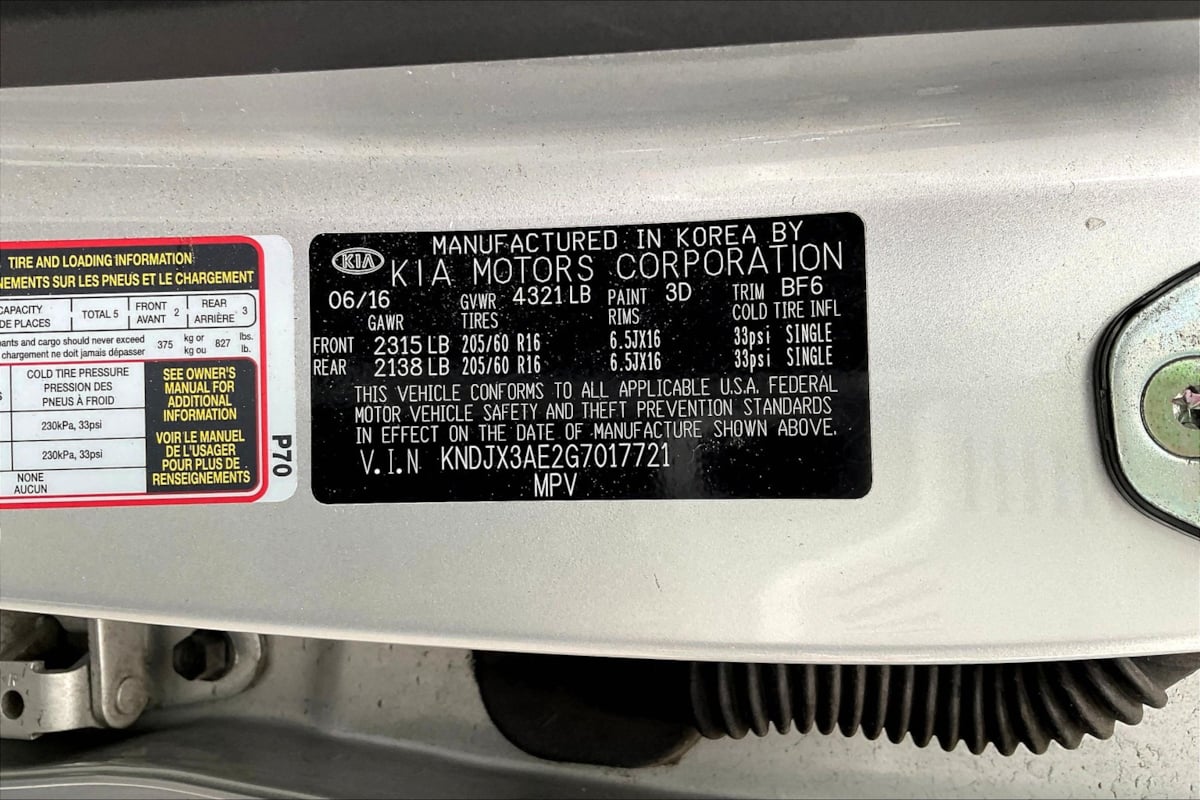 TIRE AND LOADING INFORMATION
NEMENTS SUR LES PNEUS ET LE CHARGEMENT
CAPACITY
DE PLACES
TOTAL 5
FRONT
AVANT 2
REAR
ARRIÈRE 3
and cargo should never exceed
cargaison ne doit jamais dépasser
375
kg or
kg ou
827
lbs.
lb.
COLD TIRE PRESSURE
PRESSION DES
PNEUS À FROID
230kPa, 33psi
230kPa, 33psi
NONE
AUCUN
SEE OWNER'S
MANUAL FOR
ADDITIONAL
INFORMATION
VOIR LE MANUEL
DE L'USAGER
POUR PLUS DE
RENSEIGNEMENTS
P70
KIA
MANUFACTURED IN KOREA BY
KIA MOTORS CORPORATION
06/16 GVWR 4321 LB PAINT 3D TRIM BF6
GAWR TIRES RIMS COLD TIRE INFL
FRONT 2315 LB 205/60 R16 6.5JX16 33psi SINGLE
REAR 2138 LB 205/60 R16 6.5JX16 33psi SINGLE
THIS VEHICLE CONFORMS TO ALL APPLICABLE U.S.A. FEDERAL
MOTOR VEHICLE SAFETY AND THEFT PREVENTION STANDARDS
IN EFFECT ON THE DATE OF MANUFACTURE SHOWN ABOVE.
V.I.N KNDJX3AE2G7017721
MPV